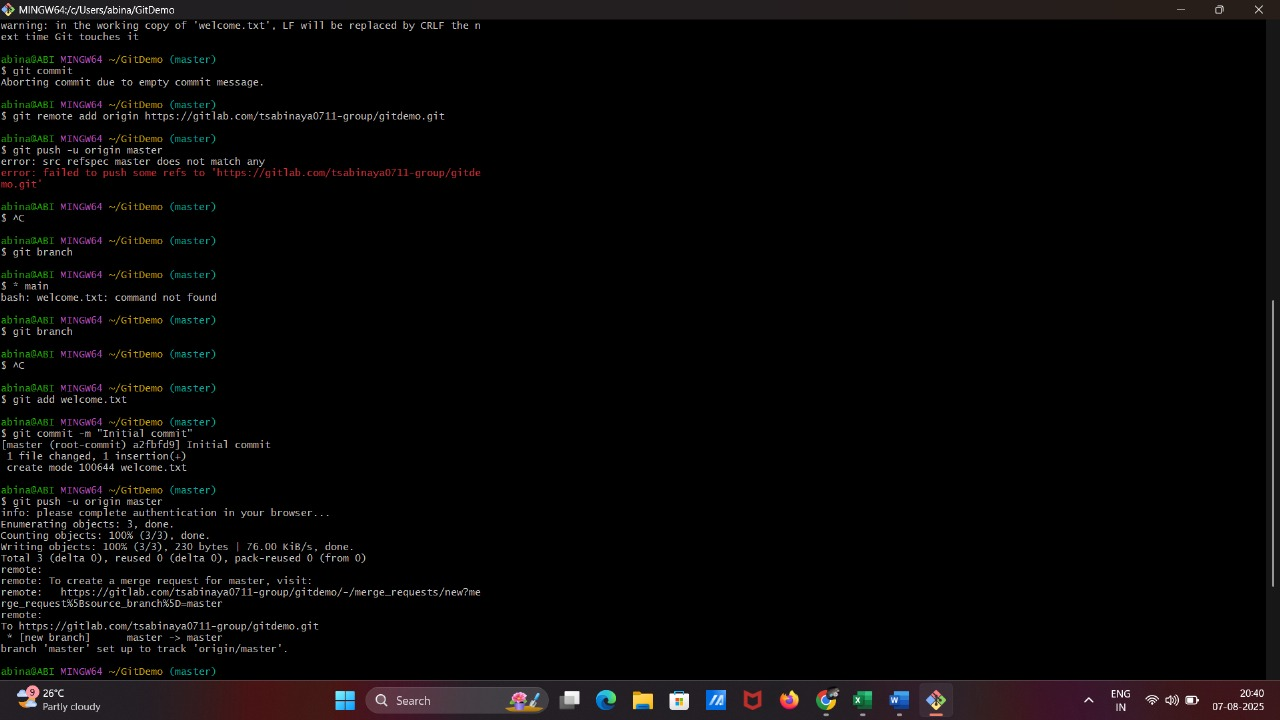 MINGW64:/c/Users/abina/GitDemo
warning: in the working copy of 'welcome.txt', LF will be replaced by CRLF the n
ext time Git touches it
abina@ABI MINGW64 ~/GitDemo (master)
$ git commit
Aborting commit due to empty commit message.
abina@ABI MINGW64 ~/GitDemo (master)
$ git remote add origin https://gitlab.com/tsabinaya0711-group/gitdemo.git
abina@ABI MINGW64 ~/GitDemo (master)
$ git push -u origin master
error: src refspec master does not match any
error: failed to push some refs to 'https://gitlab.com/tsabinaya0711-group/gitde
mo.git'
abina@ABI MINGW64 ~/GitDemo (master)
$ ^C
abina@ABI MINGW64 ~/GitDemo (master)
$ git branch
abina@ABI MINGW64 ~/GitDemo (master)
$ * main
bash: welcome.txt: command not found
abina@ABI MINGW64 ~/GitDemo (master)
$ git branch
abina@ABI MINGW64 ~/GitDemo (master)
$ ^C
abina@ABI MINGW64 ~/GitDemo (master)
$ git add welcome.txt
abina@ABI MINGW64 ~/GitDemo (master)
$ git commit -m "Initial commit"
[master (root-commit) a2fbfd9] Initial commit
1 file changed, 1 insertion(+)
create mode 100644 welcome.txt
abina@ABI MINGW64 ~/GitDemo (master)
$ git push -u origin master
info: please complete authentication in your browser...
Enumerating objects: 3, done.
Counting objects: 100% (3/3), done.
Writing objects: 100% (3/3), 230 bytes | 76.00 KiB/s, done.
Total 3 (delta 0), reused 0 (delta 0), pack-reused 0 (from 0)
remote:
remote: To create a merge request for master, visit:
remote:   https://gitlab.com/tsabinaya0711-group/gitdemo/-/merge_requests/new?me
rge_request%5Bsource_branch%5D=master
remote:
To https://gitlab.com/tsabinaya0711-group/gitdemo.git
* [new branch]      master -> master
branch 'master' set up to track 'origin/master'.
abina@ABI MINGW64 ~/GitDemo (master)
9
26°C
Partly cloudy
Search
ENG
IN
20:40
07-08-2025